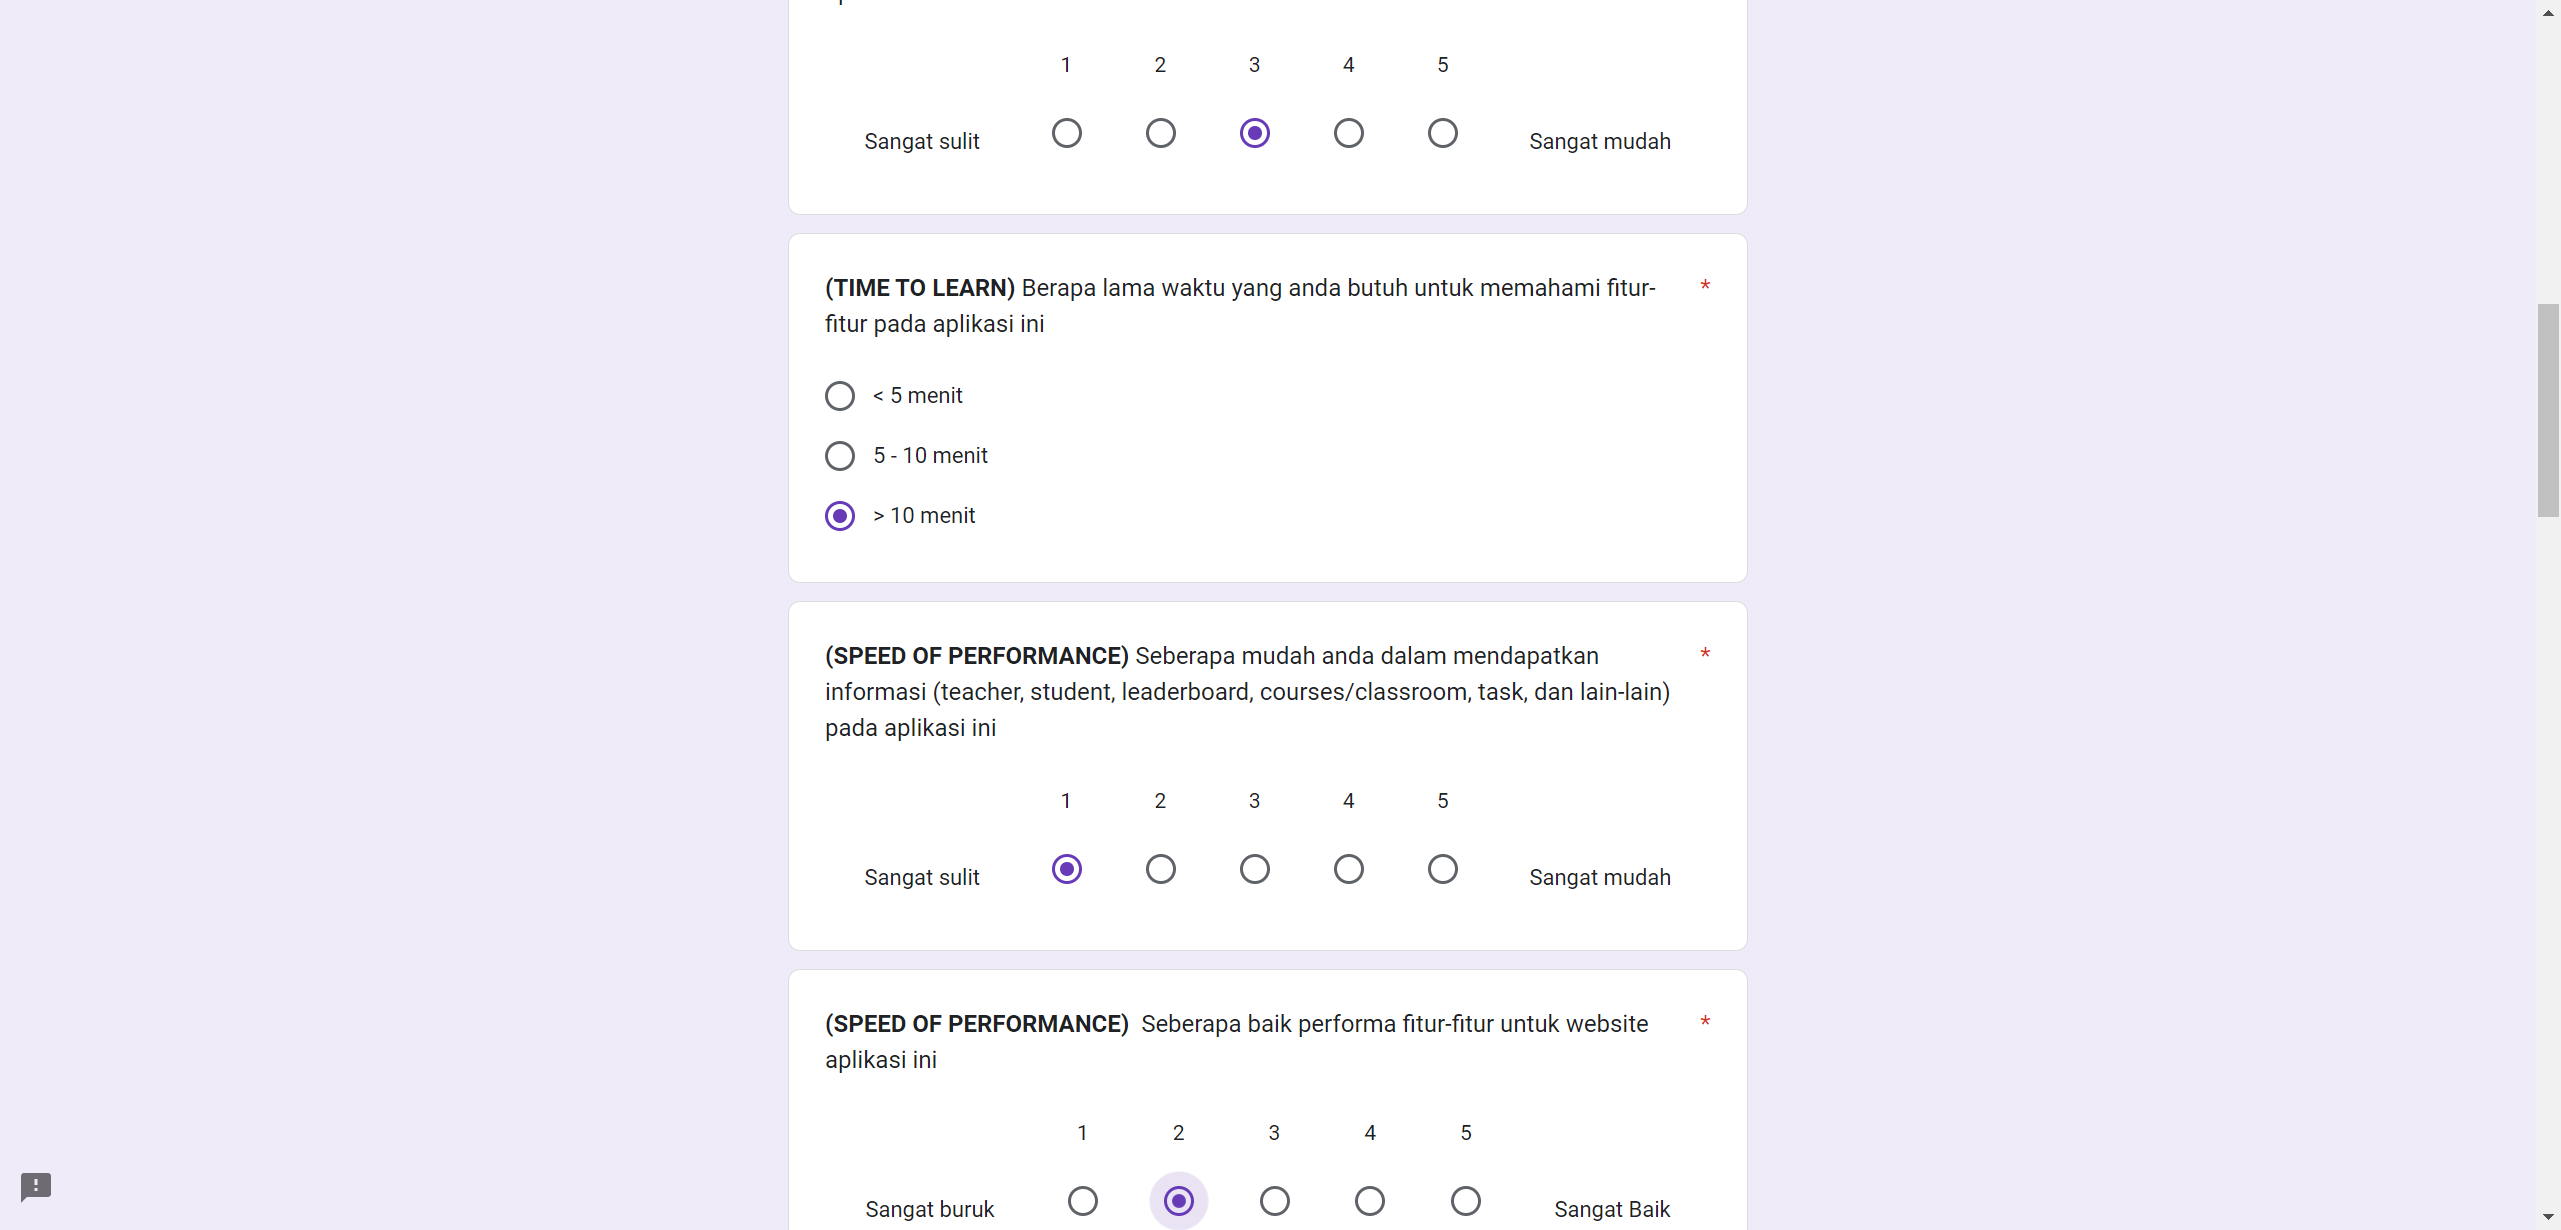 1 2 3 4 5
Sangat sulit Sangat mudah
(TIME TO LEARN) Berapa lama waktu yang anda butuh untuk memahami fitur- *
fitur pada aplikasi ini
< 5 menit
5 - 10 menit
> 10 menit
(SPEED OF PERFORMANCE) Seberapa mudah anda dalam mendapatkan *
informasi (teacher, student, leaderboard, courses/classroom, task, dan lain-lain)
pada aplikasi ini
1 2 3 4 5
Sangat sulit Sangat mudah
(SPEED OF PERFORMANCE) Seberapa baik performa fitur-fitur untuk website *
aplikasi ini
1 2 3 4 5
Sangat buruk Sangat Baik